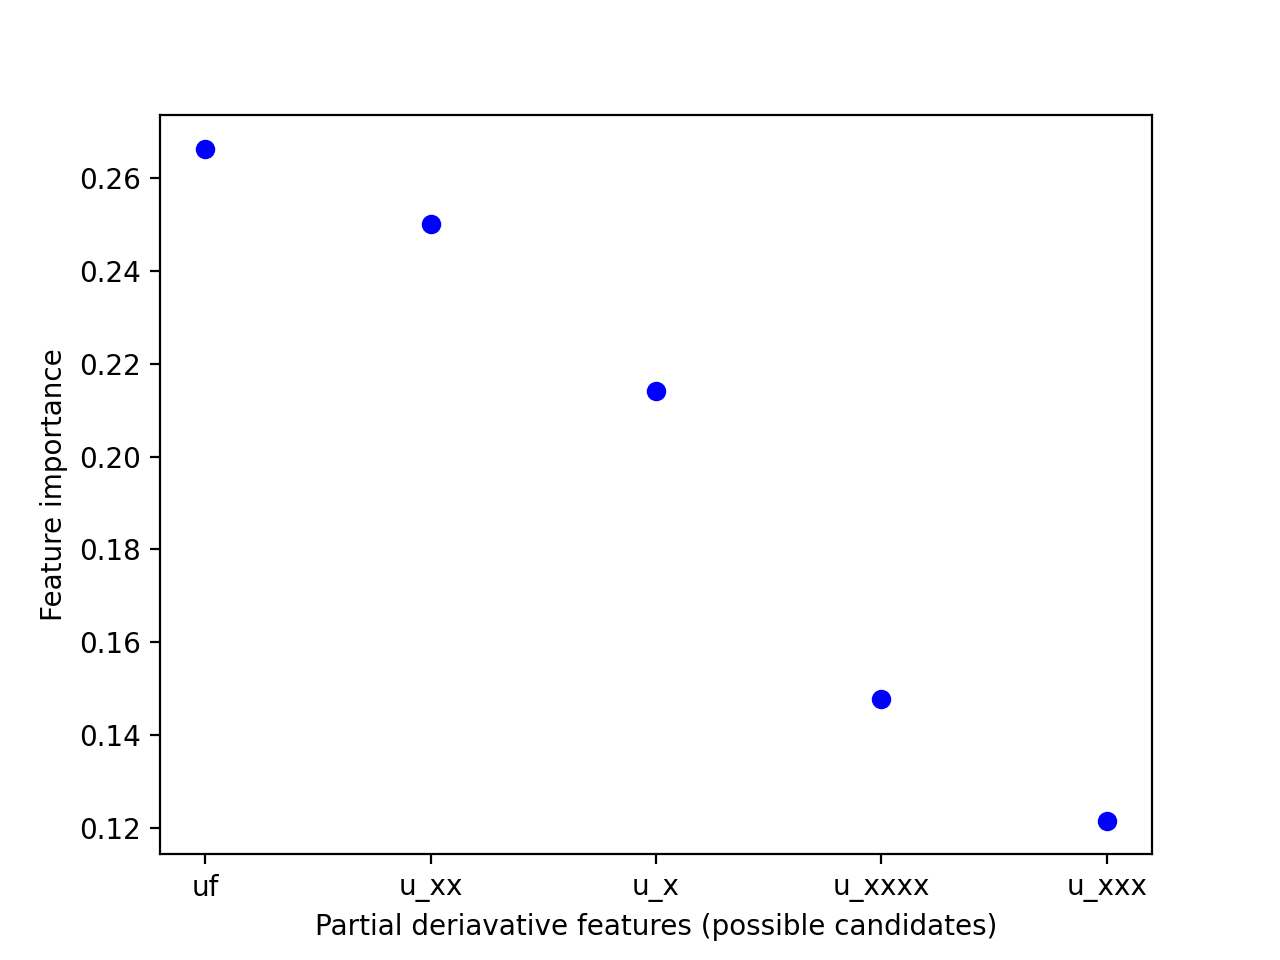 0.26
0.24
0.22
0.20
0.18
0.16
0.14
0.12
Feature importance
uf u_xx u_x u_xxxx u_xxx
Partial deriavative features (possible candidates)